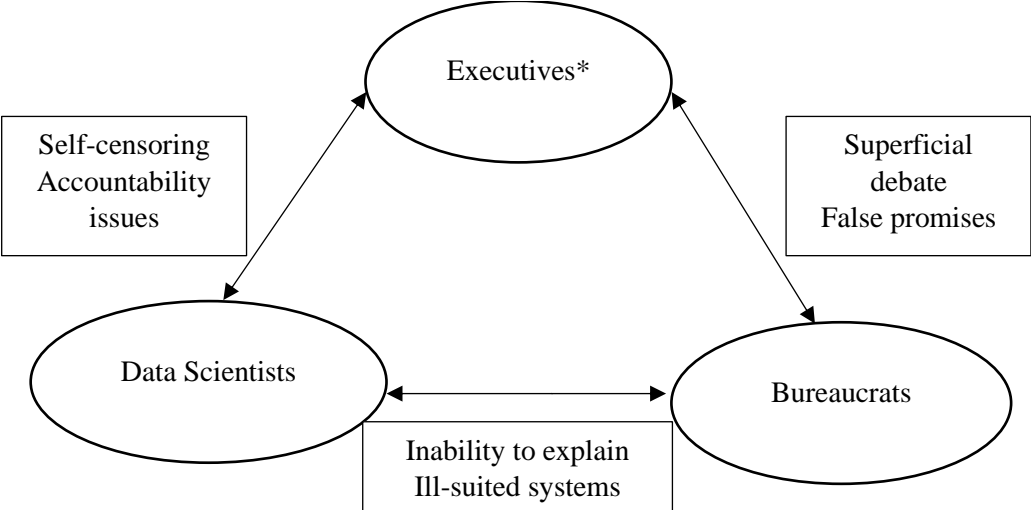 Executives*
Self-censoring
Accountability
issues
Superficial
debate
False promises
Data Scientists
Bureaucrats
Inability to explain
Ill-suited systems